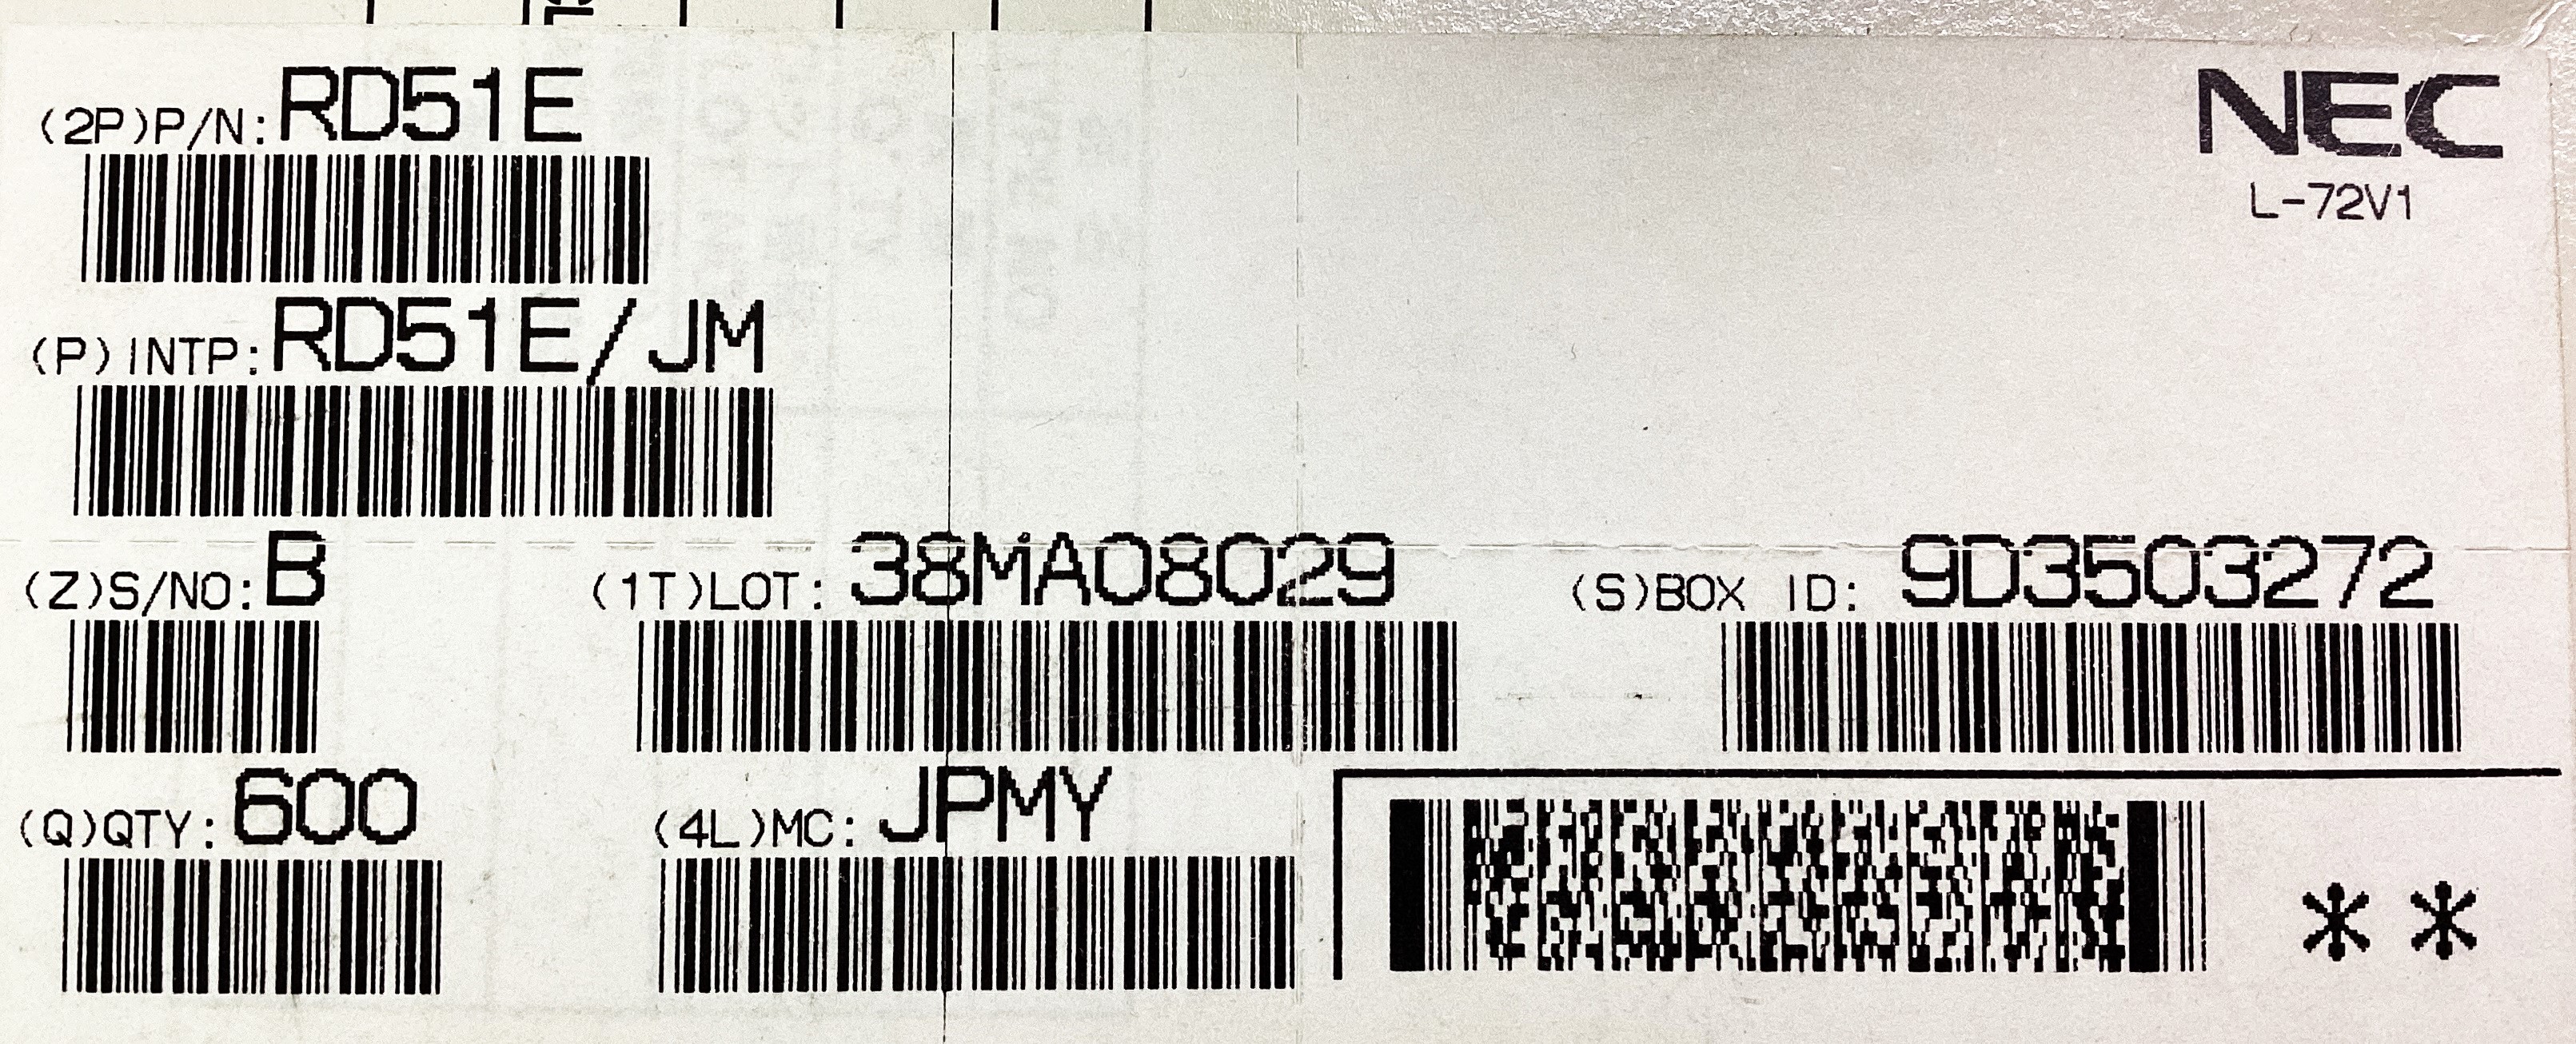 (2P)P/N: RD51E
NEC
L-72V1
(P)INTP: RD51E/JM
(Z)S/NO: B
(1T)LOT: 38MA08029
(S)BOX ID: 9D3503272
(Q)QTY: 600
(4L)MC: JPMY
**